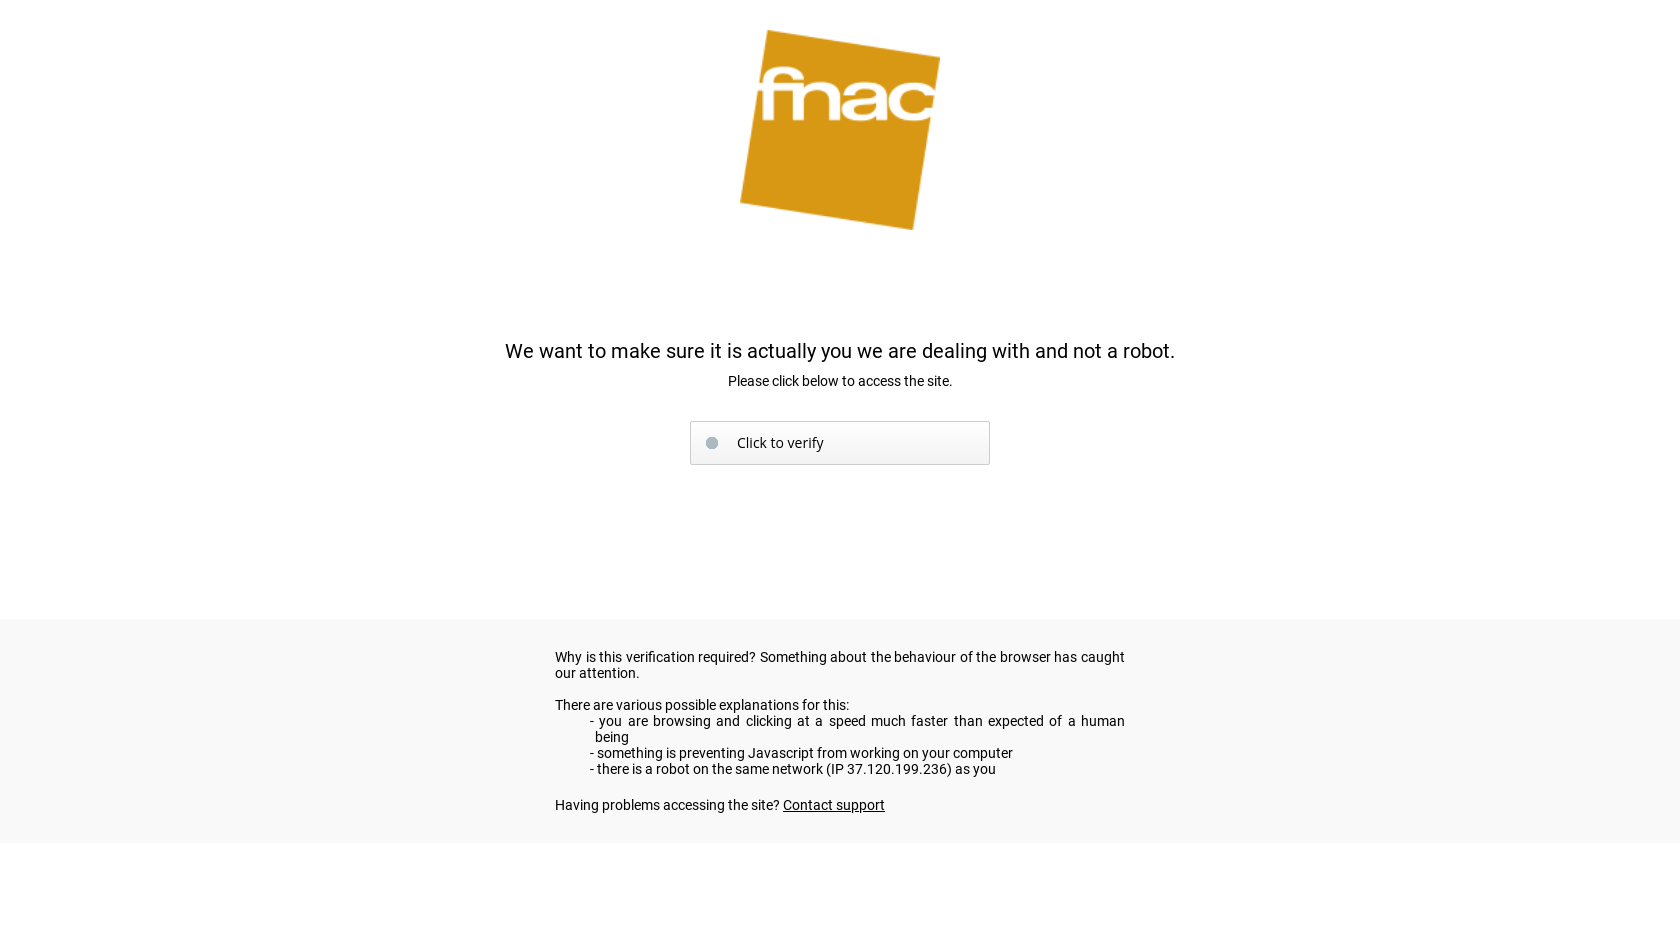 fnac
We want to make sure it is actually you we are dealing with and not a robot.
Please click below to access the site.
Click to verify
Why is this verification required? Something about the behaviour of the browser has caught
our attention.
There are various possible explanations for this:
- you are browsing and clicking at a speed much faster than expected of a human
being
- something is preventing Javascript from working on your computer
- there is a robot on the same network (IP 37.120.199.236) as you
Having problems accessing the site? Contact support